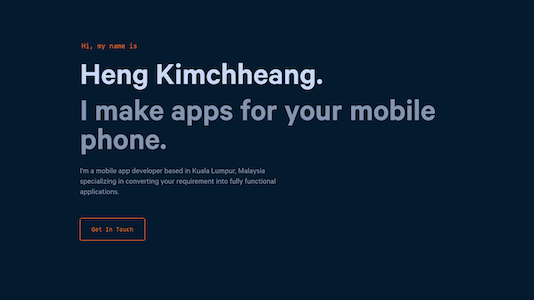 Hi, my name is
Heng Kimchheang.
I make apps for your mobile
phone.
I'm a mobile app developer based in Kuala Lumpur, Malaysia
specializing in converting your requirement into fully functional
applications.
Get In Touch